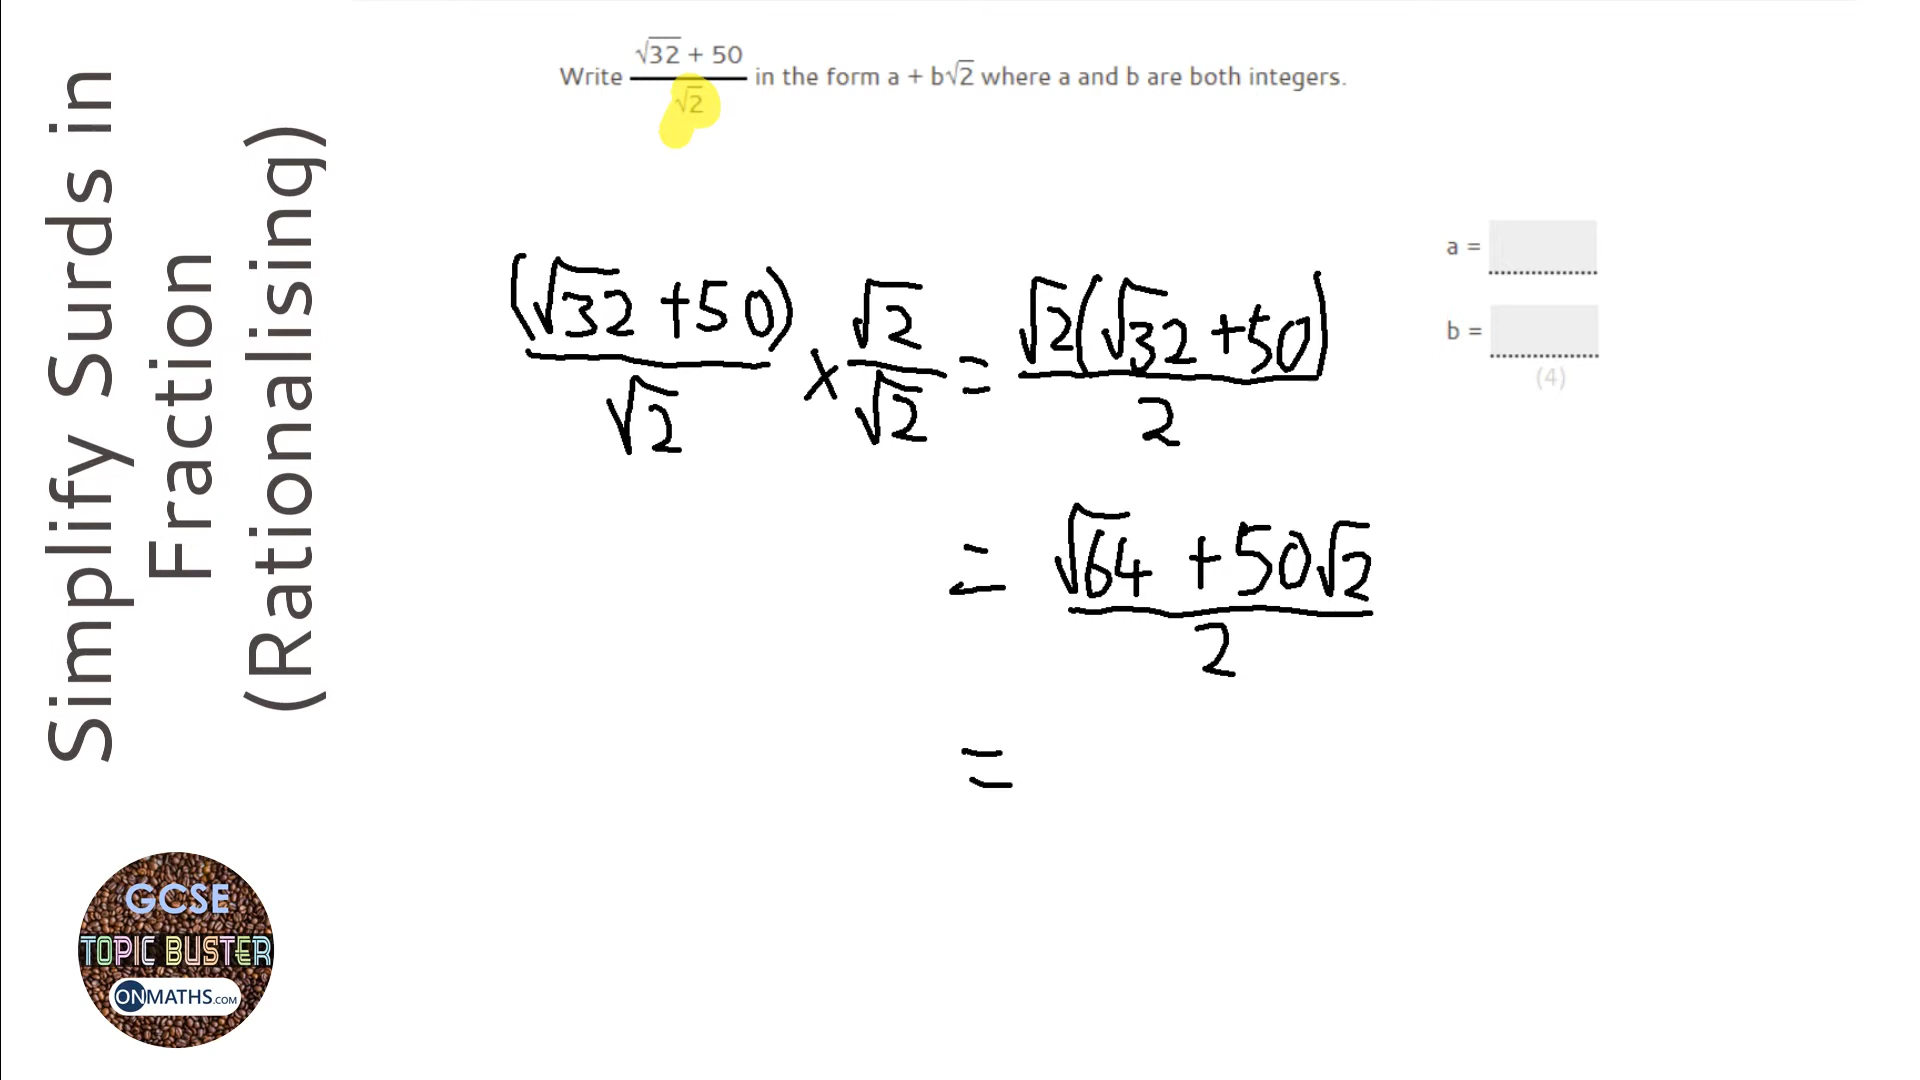 Simplify Surds in
Fraction
(Rationalising)
Write (√32 + 50)/√2 in the form a + b√2 where a and b are both integers.
a =
b =
(4)
(√32 + 50)/√2 × √2/√2 = √2(√32 + 50)/2
= (√64 + 50√2)/2
=
GCSE
TOPIC BUSTER
ONMATHS.COM